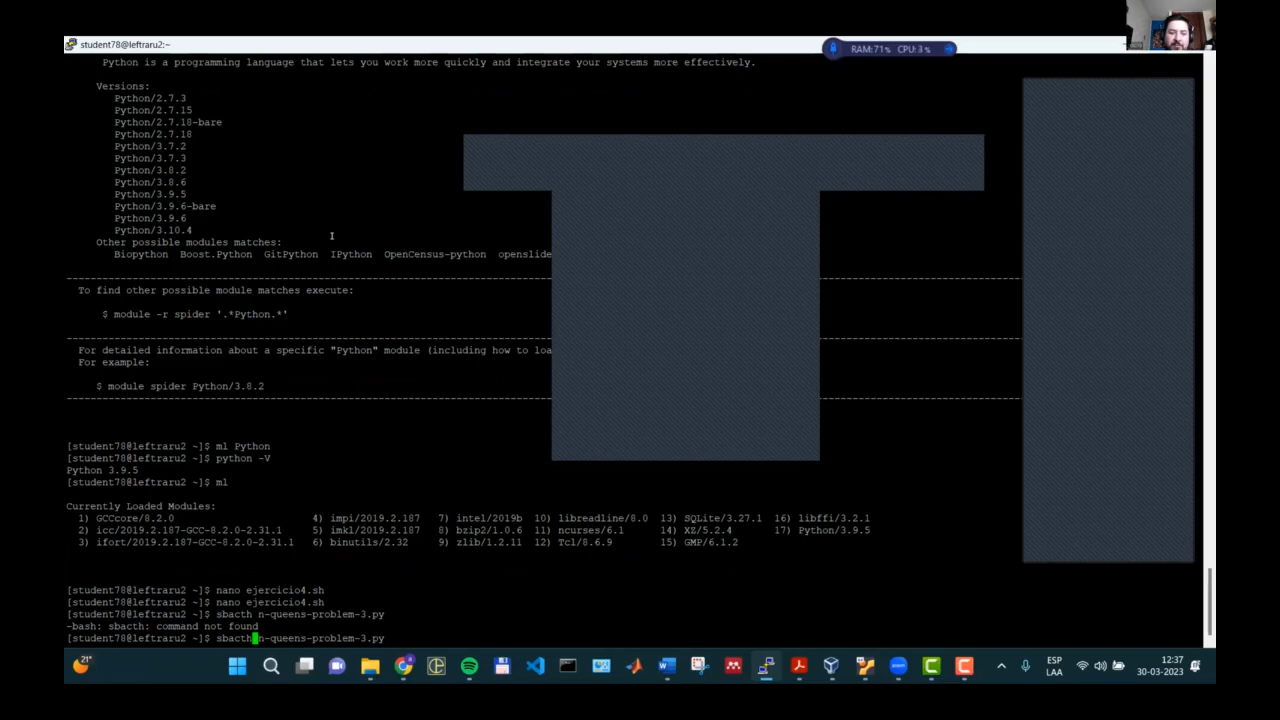 student78@leftraru2:~
RAM:71% CPU:3%
Python is a programming language that lets you work more quickly and integrate your systems more effectively.
Versions:
Python/2.7.3
Python/2.7.15
Python/2.7.18-bare
Python/2.7.18
Python/3.7.2
Python/3.7.3
Python/3.8.2
Python/3.8.6
Python/3.9.5
Python/3.9.6-bare
Python/3.9.6
Python/3.10.4
Other possible modules matches:
Biopython Boost.Python GitPython IPython OpenCensus-python openslide
To find other possible module matches execute:
$ module -r spider '.*Python.*'
For detailed information about a specific "Python" module (including how to loa
For example:
$ module spider Python/3.8.2
[student78@leftraru2 ~]$ ml Python
[student78@leftraru2 ~]$ python -V
Python 3.9.5
[student78@leftraru2 ~]$ ml
Currently Loaded Modules:
1) GCCcore/8.2.0 4) impi/2019.2.187 7) intel/2019b 10) libreadline/8.0 13) SQLite/3.27.1 16) libffi/3.2.1
2) icc/2019.2.187-GCC-8.2.0-2.31.1 5) imkl/2019.2.187 8) bzip2/1.0.6 11) ncurses/6.1 14) XZ/5.2.4 17) Python/3.9.5
3) ifort/2019.2.187-GCC-8.2.0-2.31.1 6) binutils/2.32 9) zlib/1.2.11 12) Tcl/8.6.9 15) GMP/6.1.2
[student78@leftraru2 ~]$ nano ejercicio4.sh
[student78@leftraru2 ~]$ nano ejercicio4.sh
[student78@leftraru2 ~]$ sbacth n-queens-problem-3.py
-bash: sbacth: command not found
[student78@leftraru2 ~]$ sbacth n-queens-problem-3.py
21°
ESP
LAA
12:37
30-03-2023